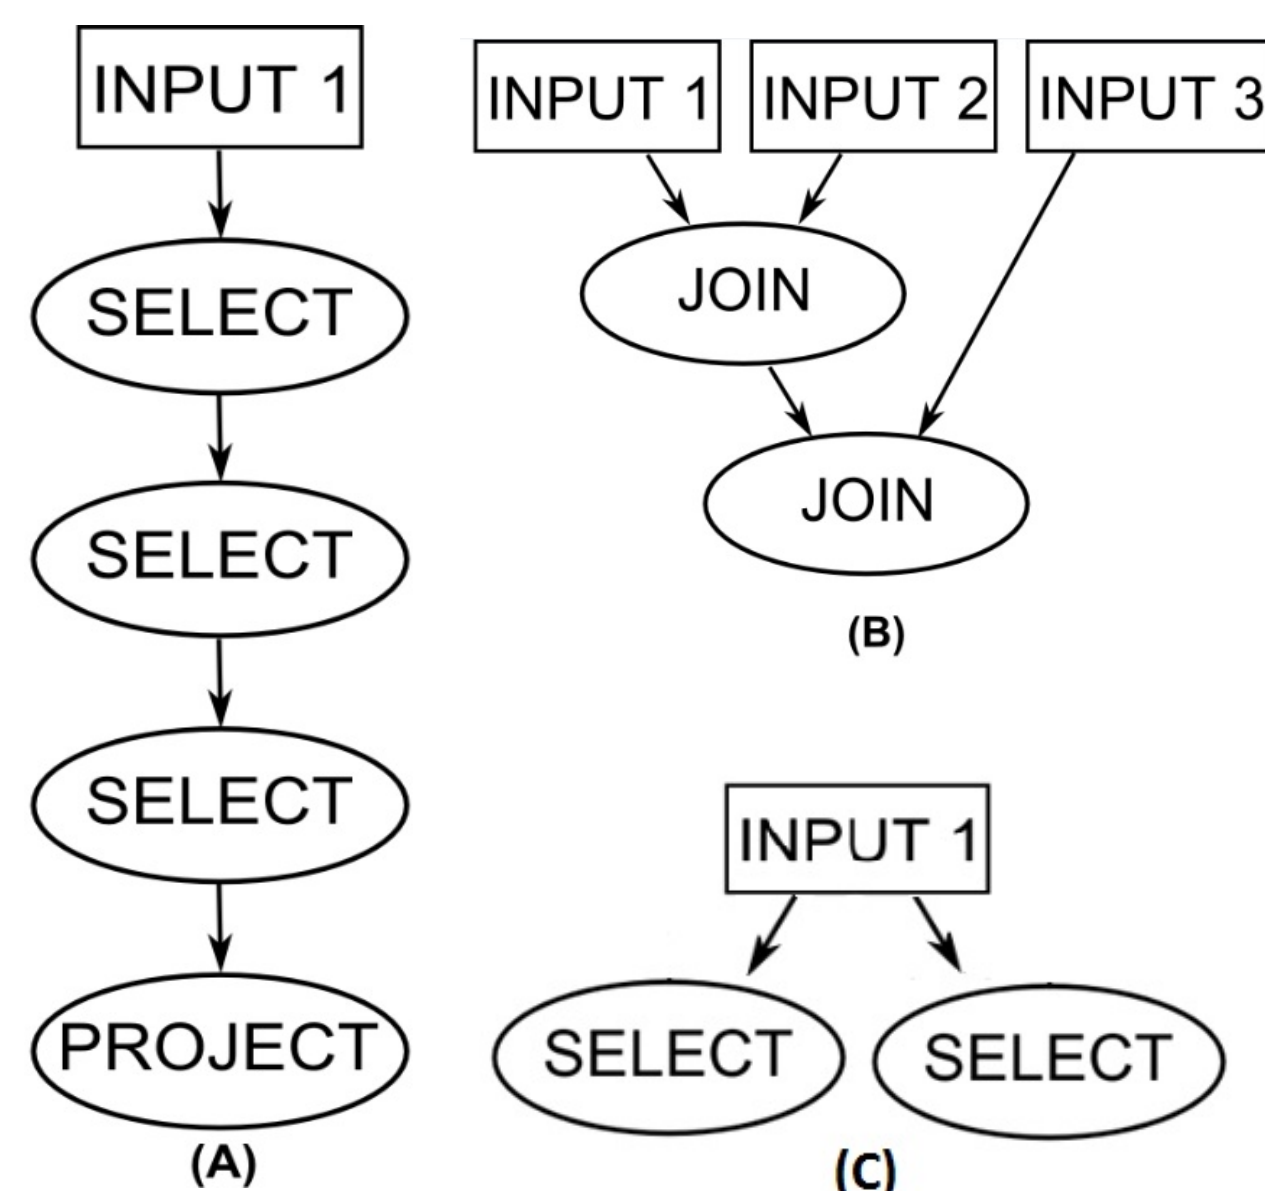 INPUT 1
SELECT
SELECT
SELECT
PROJECT
(A)
INPUT 1
INPUT 2
INPUT 3
JOIN
JOIN
(B)
INPUT 1
SELECT
SELECT
(C)